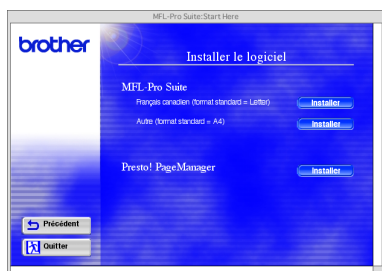 MFL-Pro Suite:Start Here
brother
Installer le logiciel
MFL-Pro Suite
Français canadien (format standard = Letter) Installer
Autre (format standard = A4) Installer
Presto! PageManager Installer
Précédent
Quitter